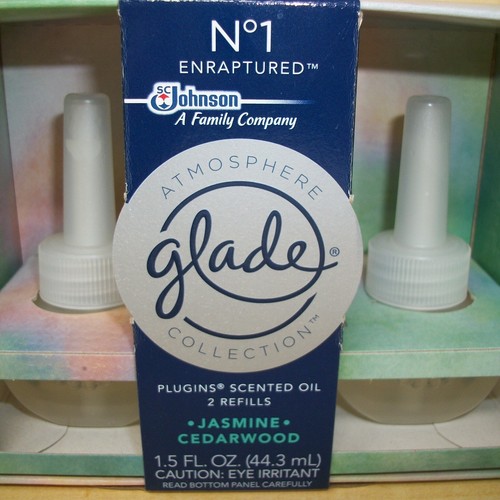 N°1
ENRAPTURED™
SC Johnson
A Family Company
ATMOSPHERE
glade®
COLLECTION™
PLUGINS® SCENTED OIL
2 REFILLS
•JASMINE•
CEDARWOOD
1.5 FL. OZ. (44.3 mL)
CAUTION: EYE IRRITANT
READ BOTTOM PANEL CAREFULLY